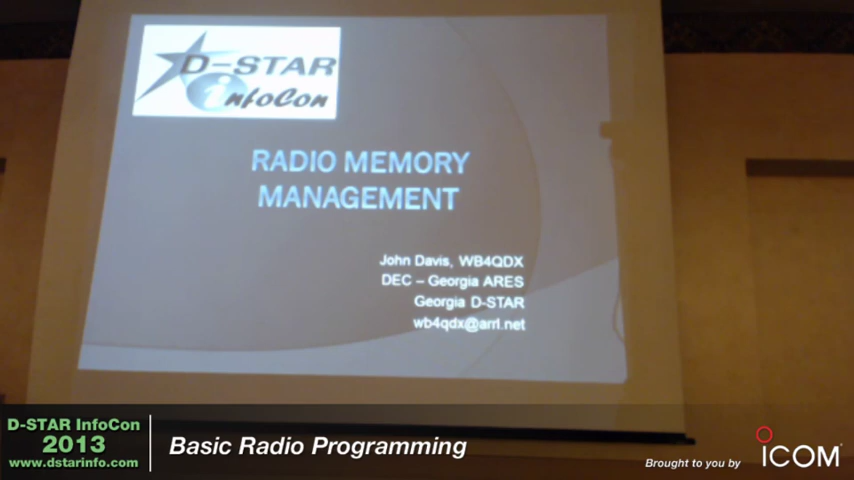 D-STAR
infoCon
RADIO MEMORY
MANAGEMENT
John Davis, WB4QDX
DEC – Georgia ARES
Georgia D-STAR
wb4qdx@arrl.net
D-STAR InfoCon
2013
www.dstarinfo.com
Basic Radio Programming
Brought to you by
ICOM